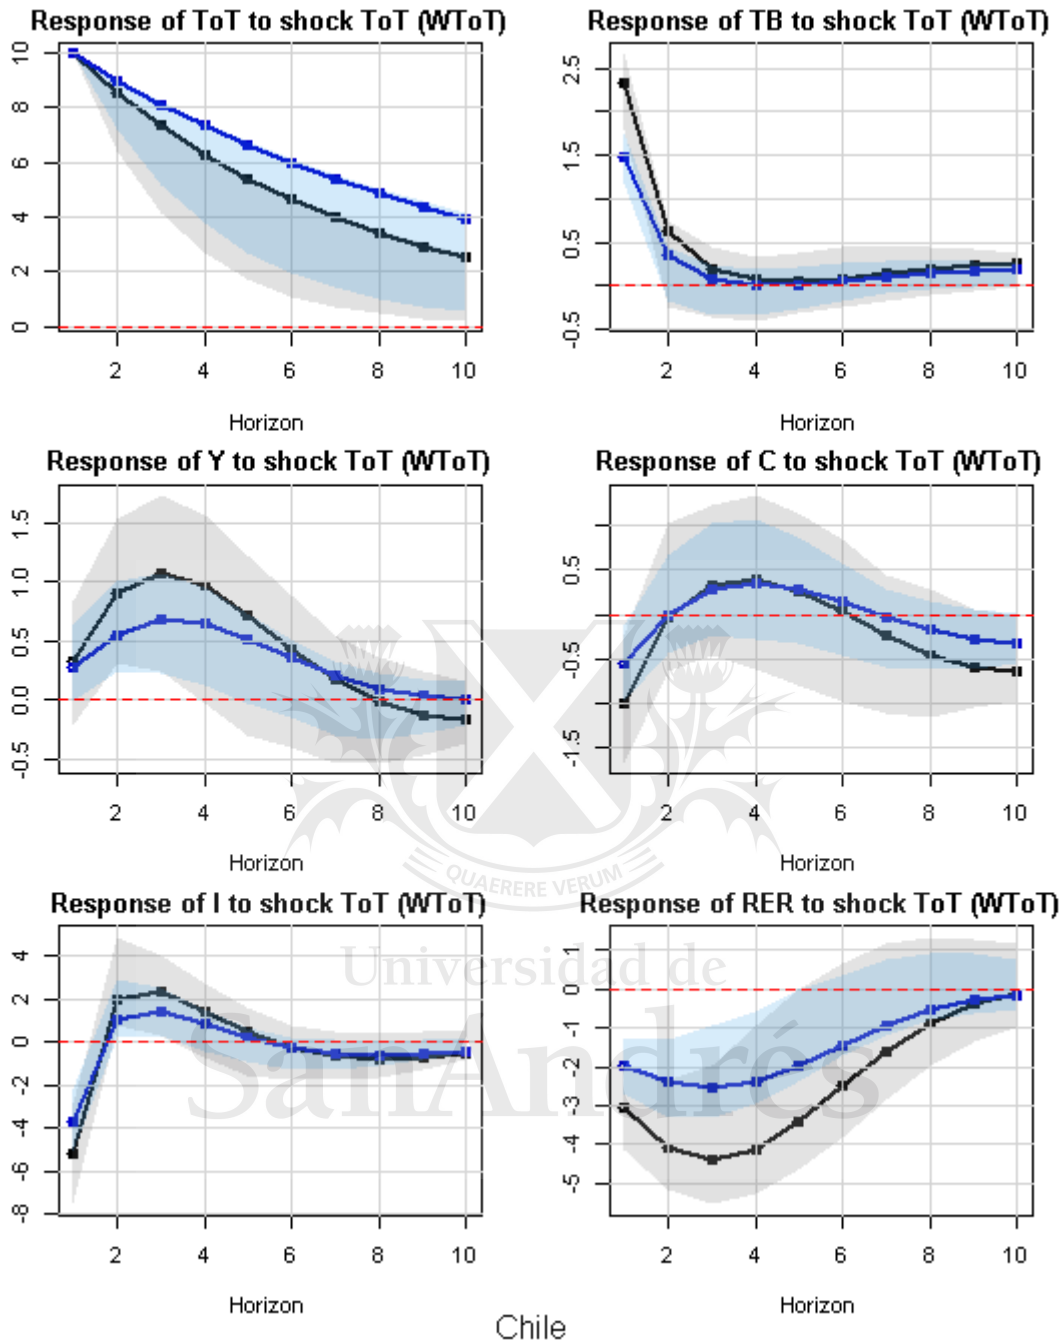 Response of ToT to shock ToT (WToT)
Response of TB to shock ToT (WToT)
10
8
6
4
2
0
2.5
1.5
0.5
-0.5
2 4 6 8 10
2 4 6 8 10
Horizon
Horizon
Response of Y to shock ToT (WToT)
Response of C to shock ToT (WToT)
1.5
1.0
0.5
0.0
-0.5
0.5
-0.5
-1.5
2 4 6 8 10
2 4 6 8 10
Horizon
Horizon
QUAERERE VERUM
Response of I to shock ToT (WToT)
Response of RER to shock ToT (WToT)
Universidad de
SanAndrés
4
2
0
-2
-4
-6
-8
1
0
-1
-2
-3
-4
-5
2 4 6 8 10
2 4 6 8 10
Horizon
Horizon
Chile